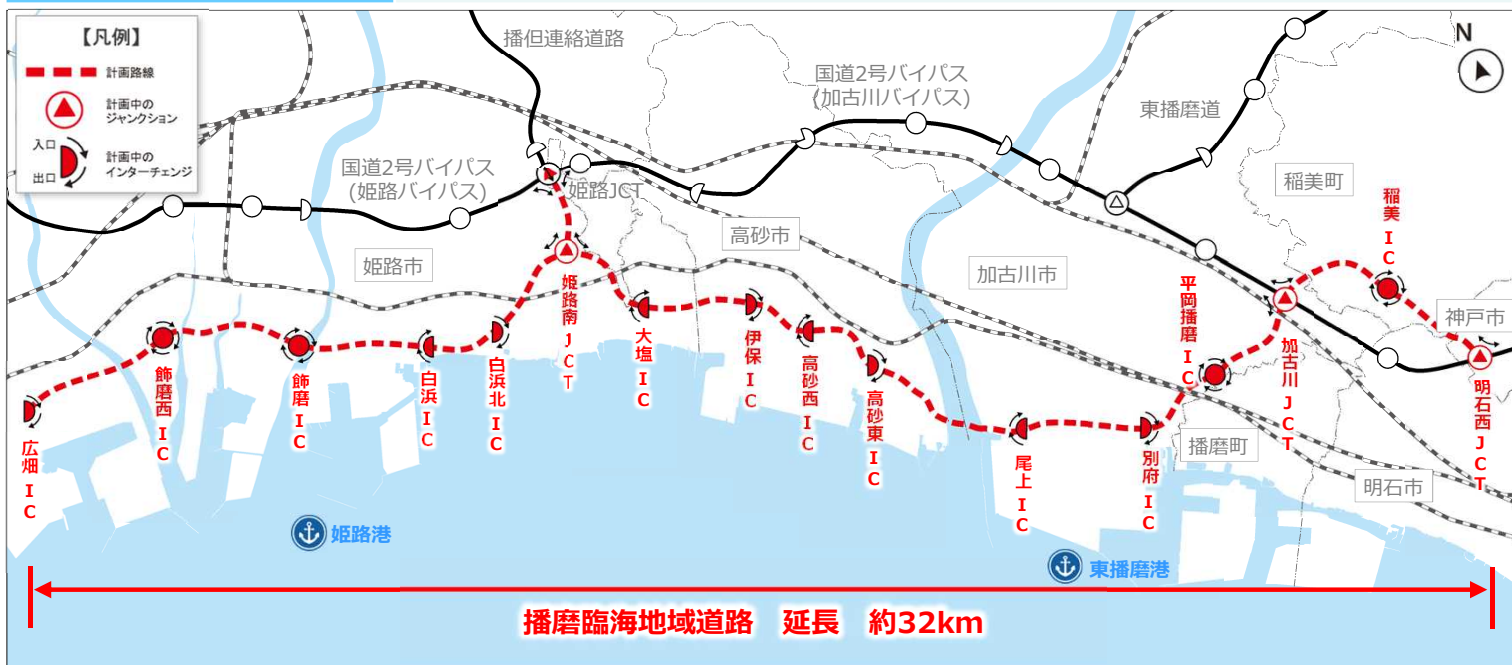 【凡例】
計画路線
計画中の
ジャンクション
入口
出口
計画中の
インターチェンジ
播但連絡道路
国道2号バイパス
(加古川バイパス)
東播磨道
N
国道2号バイパス
(姫路バイパス)
姫路JCT
稲美町
高砂市
姫路市
加古川市
神戸市
播磨町
明石市
広畑IC
飾磨西IC
飾磨IC
白浜IC
白浜北IC
姫路南JCT
大塩IC
伊保IC
高砂西IC
高砂東IC
尾上IC
別府IC
平岡播磨IC
加古川JCT
稲美IC
明石西JCT
姫路港
東播磨港
播磨臨海地域道路　延長　約32km